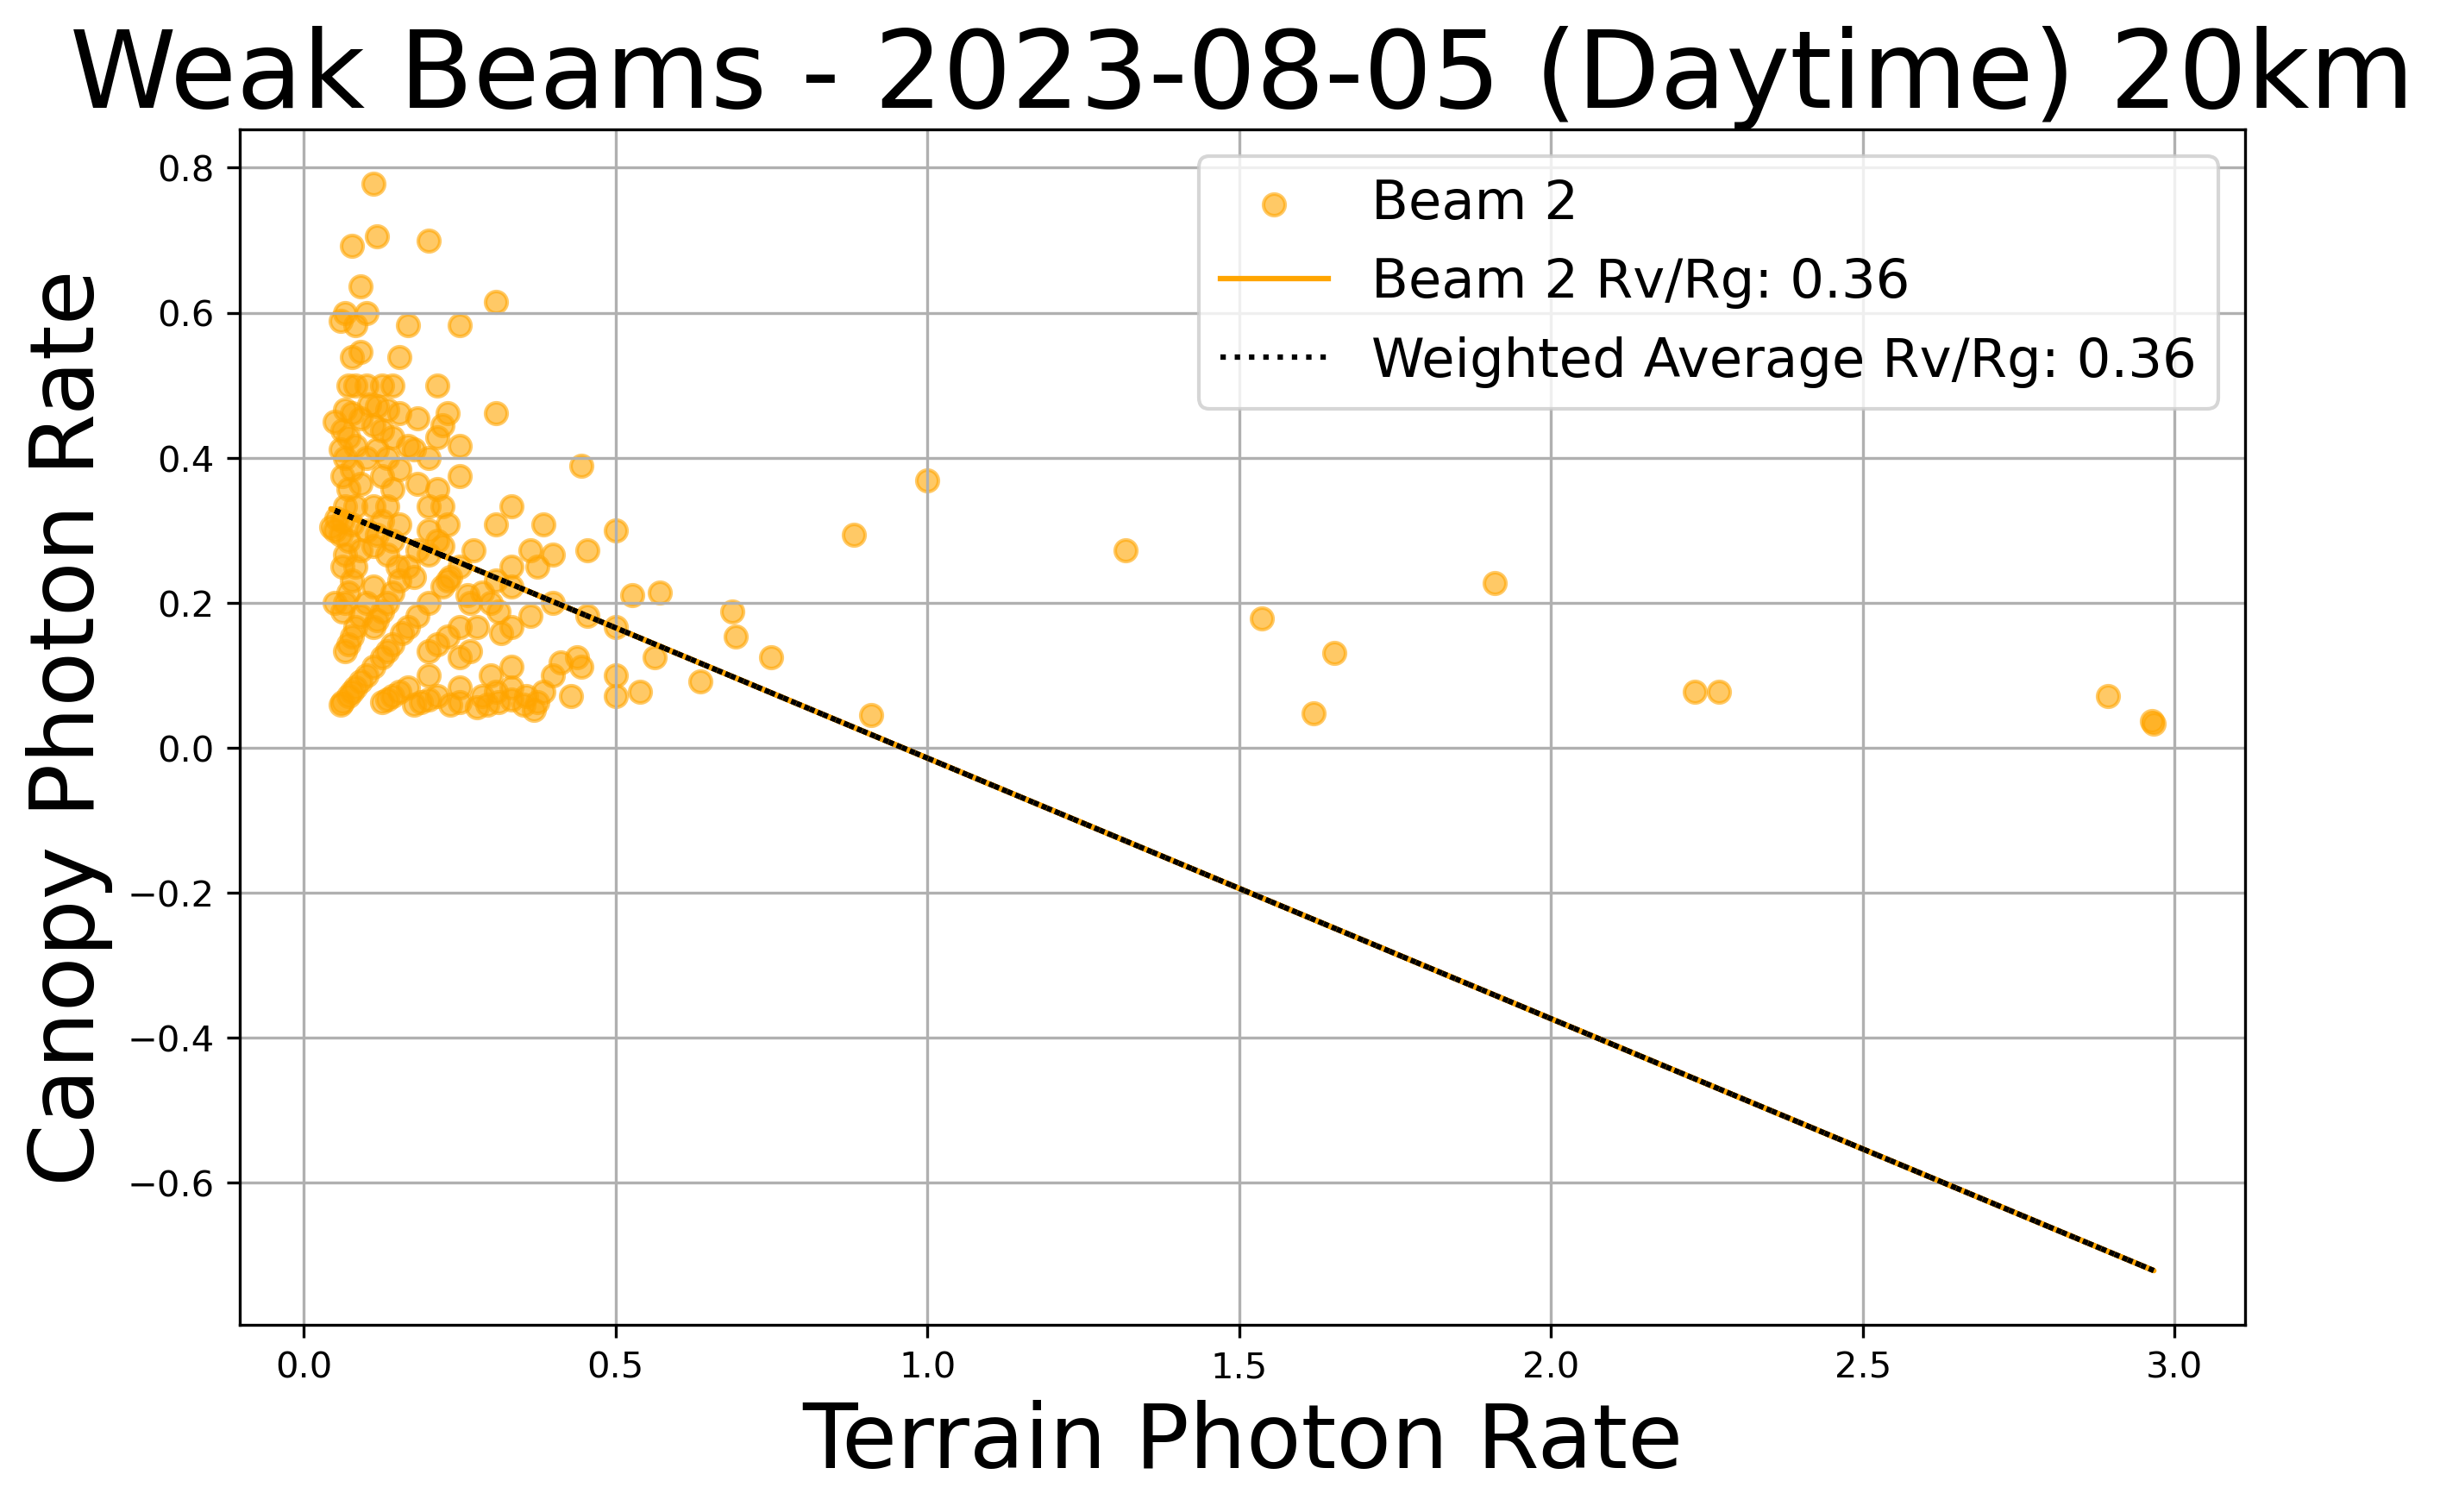 Weak Beams - 2023-08-05 (Daytime) 20km
Beam 2
Beam 2 Rv/Rg: 0.36
Weighted Average Rv/Rg: 0.36
Canopy Photon Rate
0.8
0.6
0.4
0.2
0.0
−0.2
−0.4
−0.6
0.0 0.5 1.0 1.5 2.0 2.5 3.0
Terrain Photon Rate